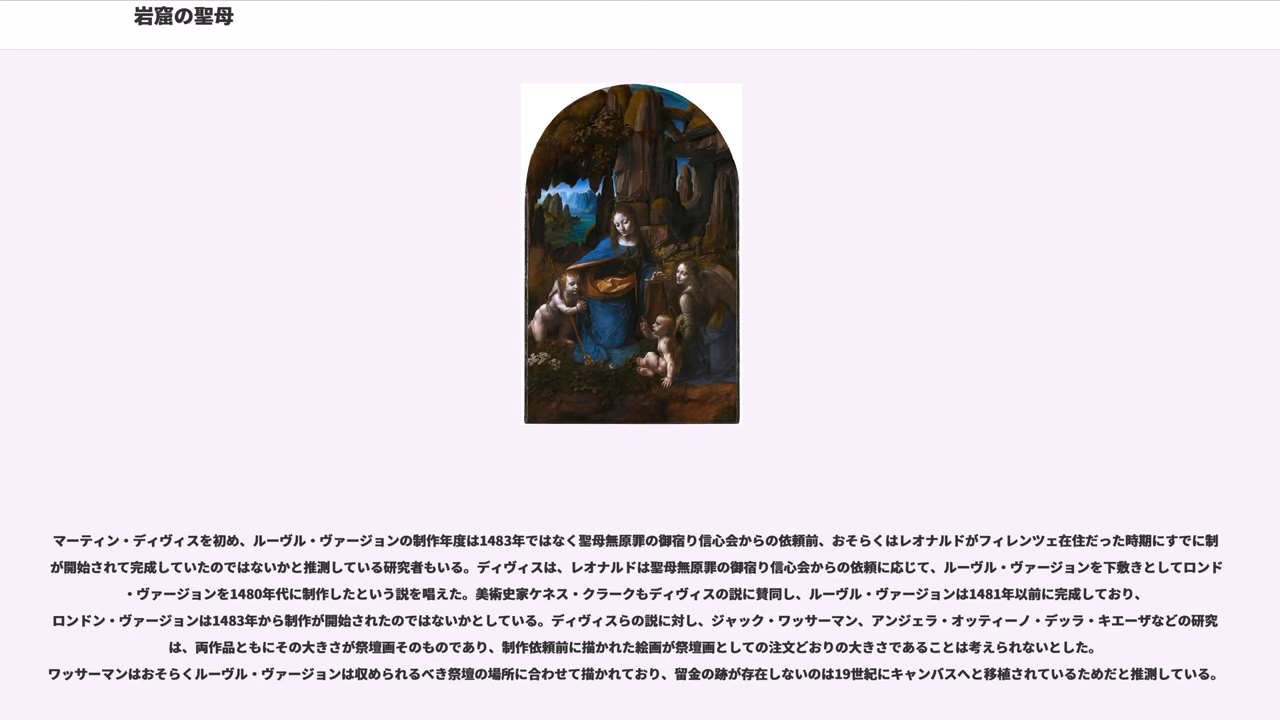 岩窟の聖母
マーティン・ディヴィスを初め、ルーヴル・ヴァージョンの制作年度は1483年ではなく聖母無原罪の御宿り信心会からの依頼前、おそらくはレオナルドがフィレンツェ在住だった時期にすでに制
が開始されて完成していたのではないかと推測している研究者もいる。ディヴィスは、レオナルドは聖母無原罪の御宿り信心会からの依頼に応じて、ルーヴル・ヴァージョンを下敷きとしてロンド
・ヴァージョンを1480年代に制作したという説を唱えた。美術史家ケネス・クラークもディヴィスの説に賛同し、ルーヴル・ヴァージョンは1481年以前に完成しており、
ロンドン・ヴァージョンは1483年から制作が開始されたのではないかとしている。ディヴィスらの説に対し、ジャック・ワッサーマン、アンジェラ・オッティーノ・デッラ・キエーザなどの研究
は、両作品ともにその大きさが祭壇画そのものであり、制作依頼前に描かれた絵画が祭壇画としての注文どおりの大きさであることは考えられないとした。
ワッサーマンはおそらくルーヴル・ヴァージョンは収められるべき祭壇の場所に合わせて描かれており、留金の跡が存在しないのは19世紀にキャンバスへと移植されているためだと推測している。